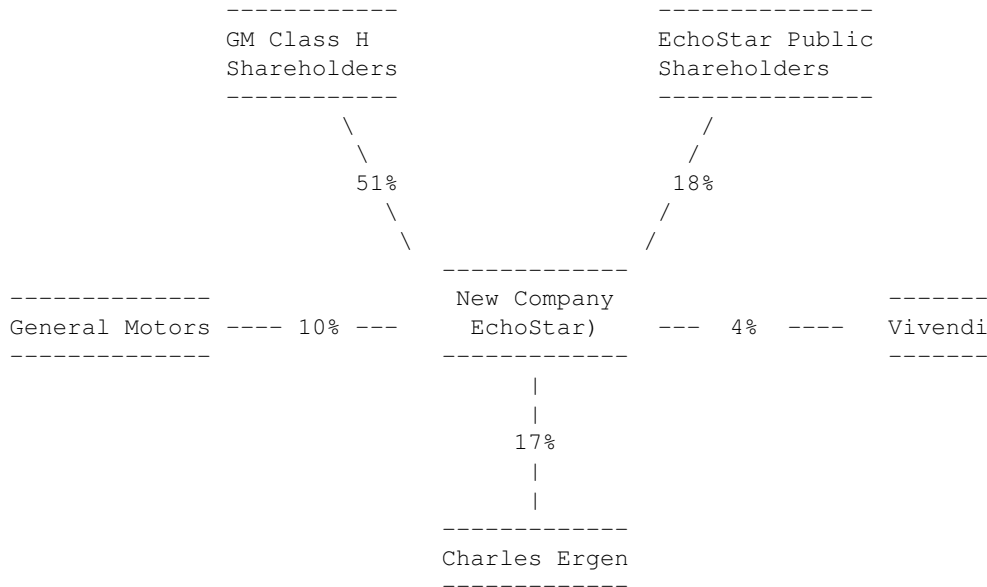 GM Class H EchoStar Public
Shareholders Shareholders
51% 18%
New Company
General Motors ---- 10% --- EchoStar) --- 4% ---- Vivendi
17%
Charles Ergen